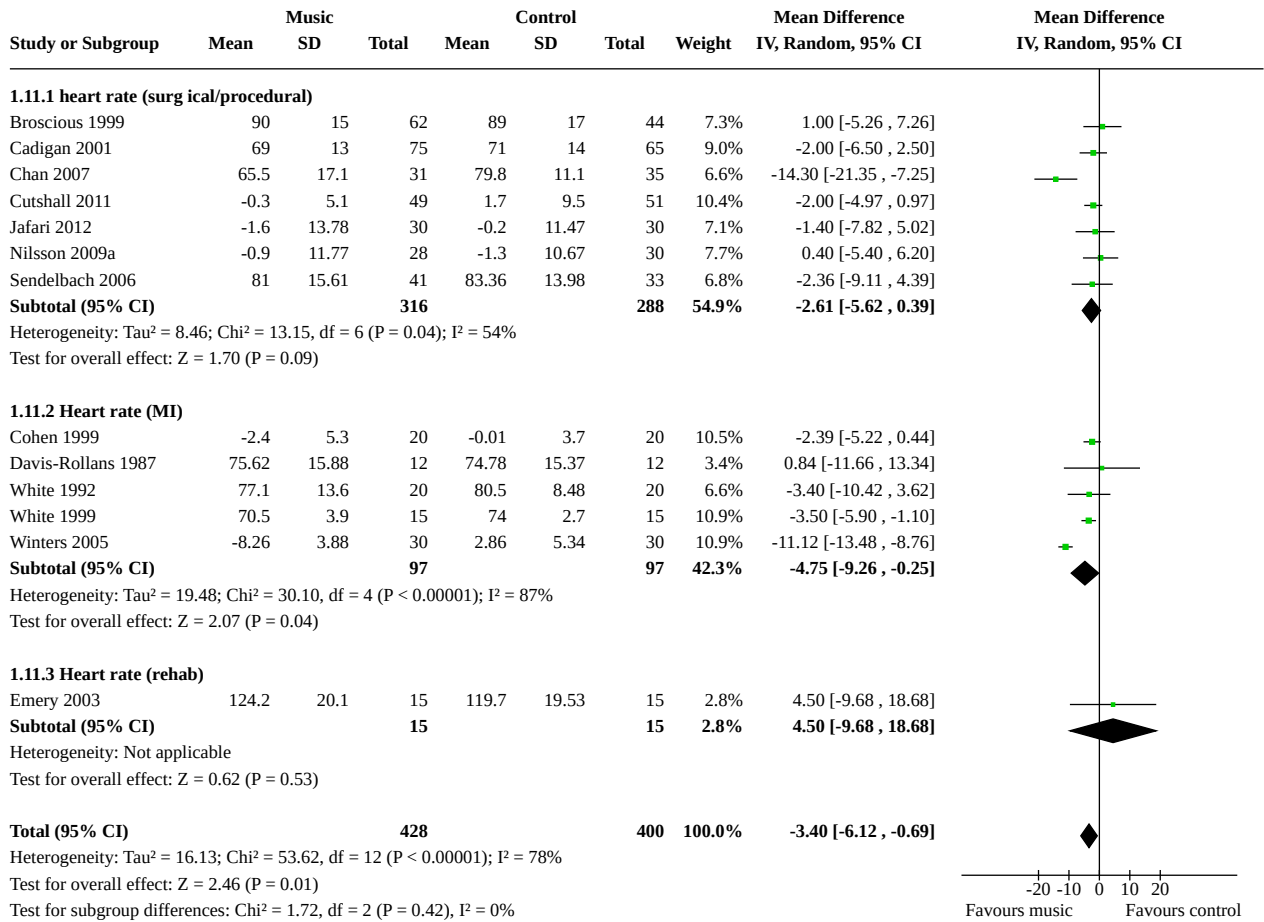 Music Control Mean Difference Mean Difference
Study or Subgroup Mean SD Total Mean SD Total Weight IV, Random, 95% CI IV, Random, 95% CI
1.11.1 heart rate (surg ical/procedural)
Broscious 1999 90 15 62 89 17 44 7.3% 1.00 [-5.26 , 7.26]
Cadigan 2001 69 13 75 71 14 65 9.0% -2.00 [-6.50 , 2.50]
Chan 2007 65.5 17.1 31 79.8 11.1 35 6.6% -14.30 [-21.35 , -7.25]
Cutshall 2011 -0.3 5.1 49 1.7 9.5 51 10.4% -2.00 [-4.97 , 0.97]
Jafari 2012 -1.6 13.78 30 -0.2 11.47 30 7.1% -1.40 [-7.82 , 5.02]
Nilsson 2009a -0.9 11.77 28 -1.3 10.67 30 7.7% 0.40 [-5.40 , 6.20]
Sendelbach 2006 81 15.61 41 83.36 13.98 33 6.8% -2.36 [-9.11 , 4.39]
Subtotal (95% CI) 316 288 54.9% -2.61 [-5.62 , 0.39]
Heterogeneity: Tau² = 8.46; Chi² = 13.15, df = 6 (P = 0.04); I² = 54%
Test for overall effect: Z = 1.70 (P = 0.09)
1.11.2 Heart rate (MI)
Cohen 1999 -2.4 5.3 20 -0.01 3.7 20 10.5% -2.39 [-5.22 , 0.44]
Davis-Rollans 1987 75.62 15.88 12 74.78 15.37 12 3.4% 0.84 [-11.66 , 13.34]
White 1992 77.1 13.6 20 80.5 8.48 20 6.6% -3.40 [-10.42 , 3.62]
White 1999 70.5 3.9 15 74 2.7 15 10.9% -3.50 [-5.90 , -1.10]
Winters 2005 -8.26 3.88 30 2.86 5.34 30 10.9% -11.12 [-13.48 , -8.76]
Subtotal (95% CI) 97 97 42.3% -4.75 [-9.26 , -0.25]
Heterogeneity: Tau² = 19.48; Chi² = 30.10, df = 4 (P < 0.00001); I² = 87%
Test for overall effect: Z = 2.07 (P = 0.04)
1.11.3 Heart rate (rehab)
Emery 2003 124.2 20.1 15 119.7 19.53 15 2.8% 4.50 [-9.68 , 18.68]
Subtotal (95% CI) 15 15 2.8% 4.50 [-9.68 , 18.68]
Heterogeneity: Not applicable
Test for overall effect: Z = 0.62 (P = 0.53)
Total (95% CI) 428 400 100.0% -3.40 [-6.12 , -0.69]
Heterogeneity: Tau² = 16.13; Chi² = 53.62, df = 12 (P < 0.00001); I² = 78%
Test for overall effect: Z = 2.46 (P = 0.01)
-20 -10 0 10 20
Test for subgroup differences: Chi² = 1.72, df = 2 (P = 0.42), I² = 0%
Favours music Favours control